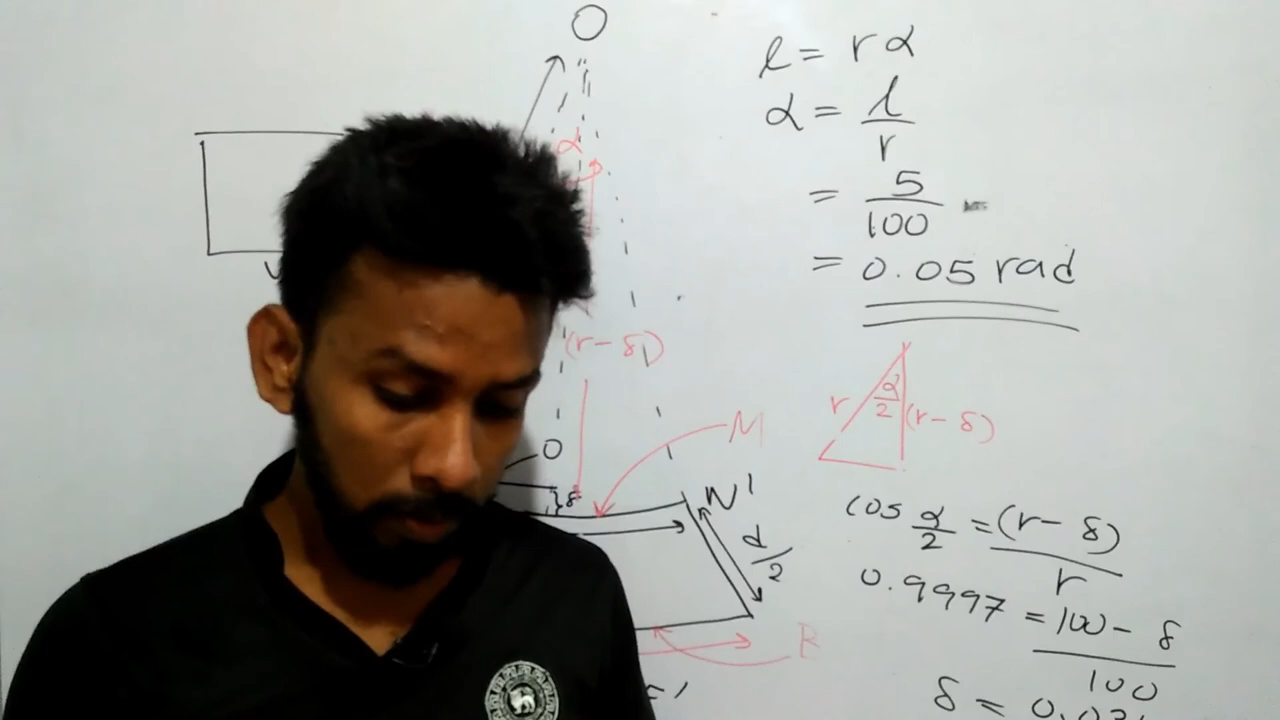 O
l = rα
α = l/r
= 5/100
= 0.05 rad
α
(r-δ)
r α/2 (r-δ)
M
O
δ
N'
d/2
cos α/2 = (r-δ)/r
0.9997 = 100-δ/100
R